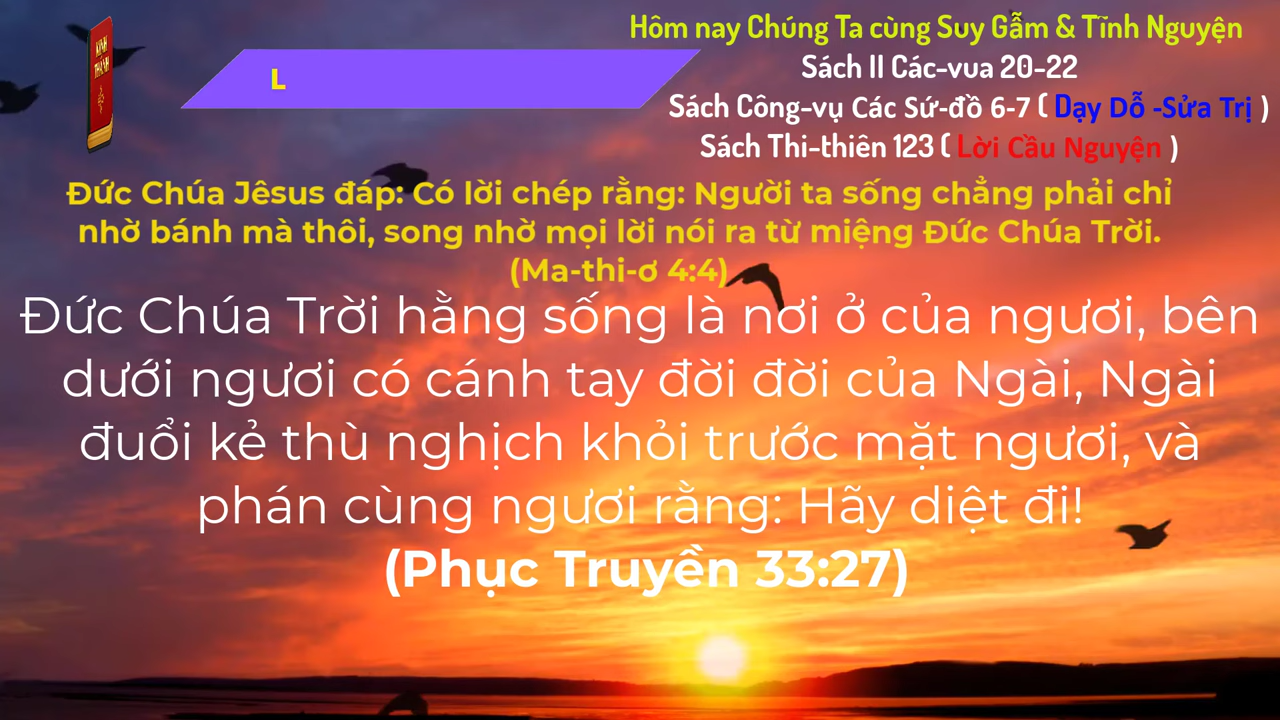 KINH
THÁNH
L
Hôm nay Chúng Ta cùng Suy Gẫm & Tĩnh Nguyện
Sách II Các-vua 20-22
Sách Công-vụ Các Sứ-đồ 6-7 ( Dạy Dỗ -Sửa Trị )
Sách Thi-thiên 123 ( Lời Cầu Nguyện )
Đức Chúa Jêsus đáp: Có lời chép rằng: Người ta sống chẳng phải chỉ
nhờ bánh mà thôi, song nhờ mọi lời nói ra từ miệng Đức Chúa Trời.
(Ma-thi-ơ 4:4)
Đức Chúa Trời hằng sống là nơi ở của ngươi, bên
dưới ngươi có cánh tay đời đời của Ngài, Ngài
đuổi kẻ thù nghịch khỏi trước mặt ngươi, và
phán cùng ngươi rằng: Hãy diệt đi!
(Phục Truyền 33:27)